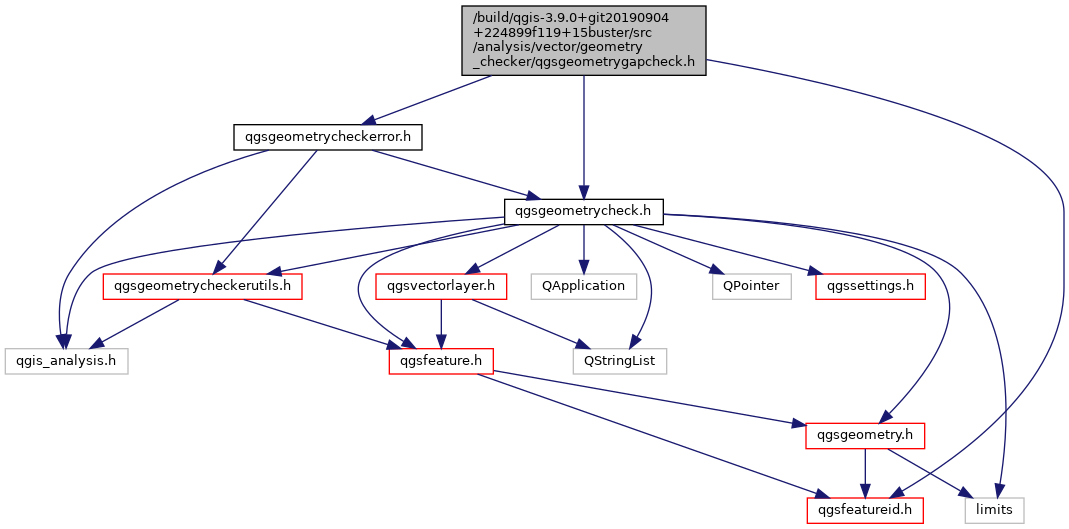 /build/qgis-3.9.0+git20190904
+224899f119+15buster/src
/analysis/vector/geometry
_checker/qgsgeometrygapcheck.h
qgsgeometrycheckerror.h
qgsgeometrycheck.h
qgsgeometrycheckerutils.h
qgsvectorlayer.h
QApplication
QPointer
qgssettings.h
qgis_analysis.h
qgsfeature.h
QStringList
qgsgeometry.h
qgsfeatureid.h
limits